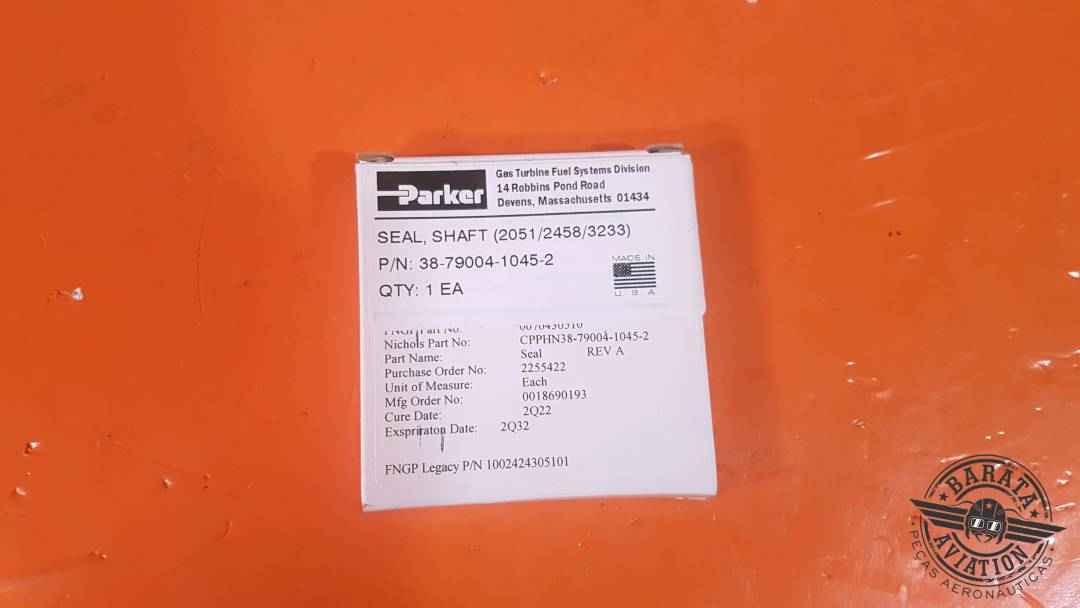 Parker
Gas Turbine Fuel Systems Division
14 Robbins Pond Road
Devens, Massachusetts 01434
SEAL, SHAFT (2051/2458/3233)
P/N: 38-79004-1045-2
QTY: 1 EA
MADE IN
U S A
Nichols Part No: CPPHN38-79004-1045-2
Part Name: Seal REV A
Purchase Order No: 2255422
Unit of Measure: Each
Mfg Order No: 0018690193
Cure Date: 2Q22
Exspriraton Date: 2Q32
FNGP Legacy P/N 1002424305101
BARATA
AVIATION
PEÇAS AERONÁUTICAS